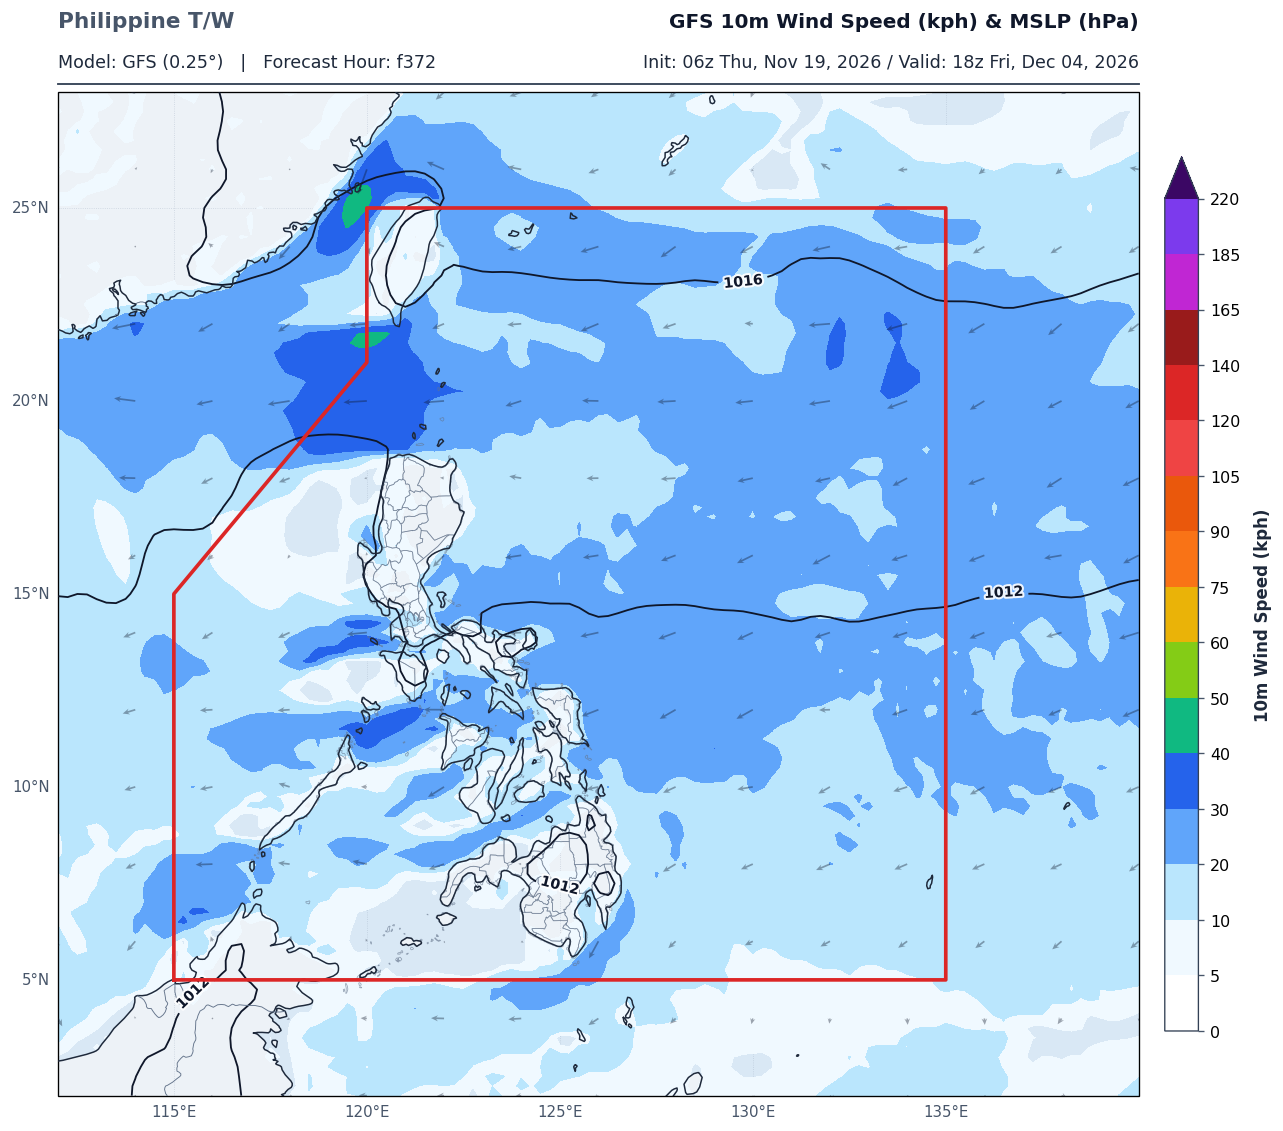 Philippine T/W
GFS 10m Wind Speed (kph) & MSLP (hPa)
Model: GFS (0.25°)   |   Forecast Hour: f372
Init: 06z Thu, Nov 19, 2026 / Valid: 18z Fri, Dec 04, 2026
25°N
20°N
15°N
10°N
5°N
115°E
120°E
125°E
130°E
135°E
1016
1012
1012
1012
220
185
165
140
120
105
90
75
60
50
40
30
20
10
5
0
10m Wind Speed (kph)